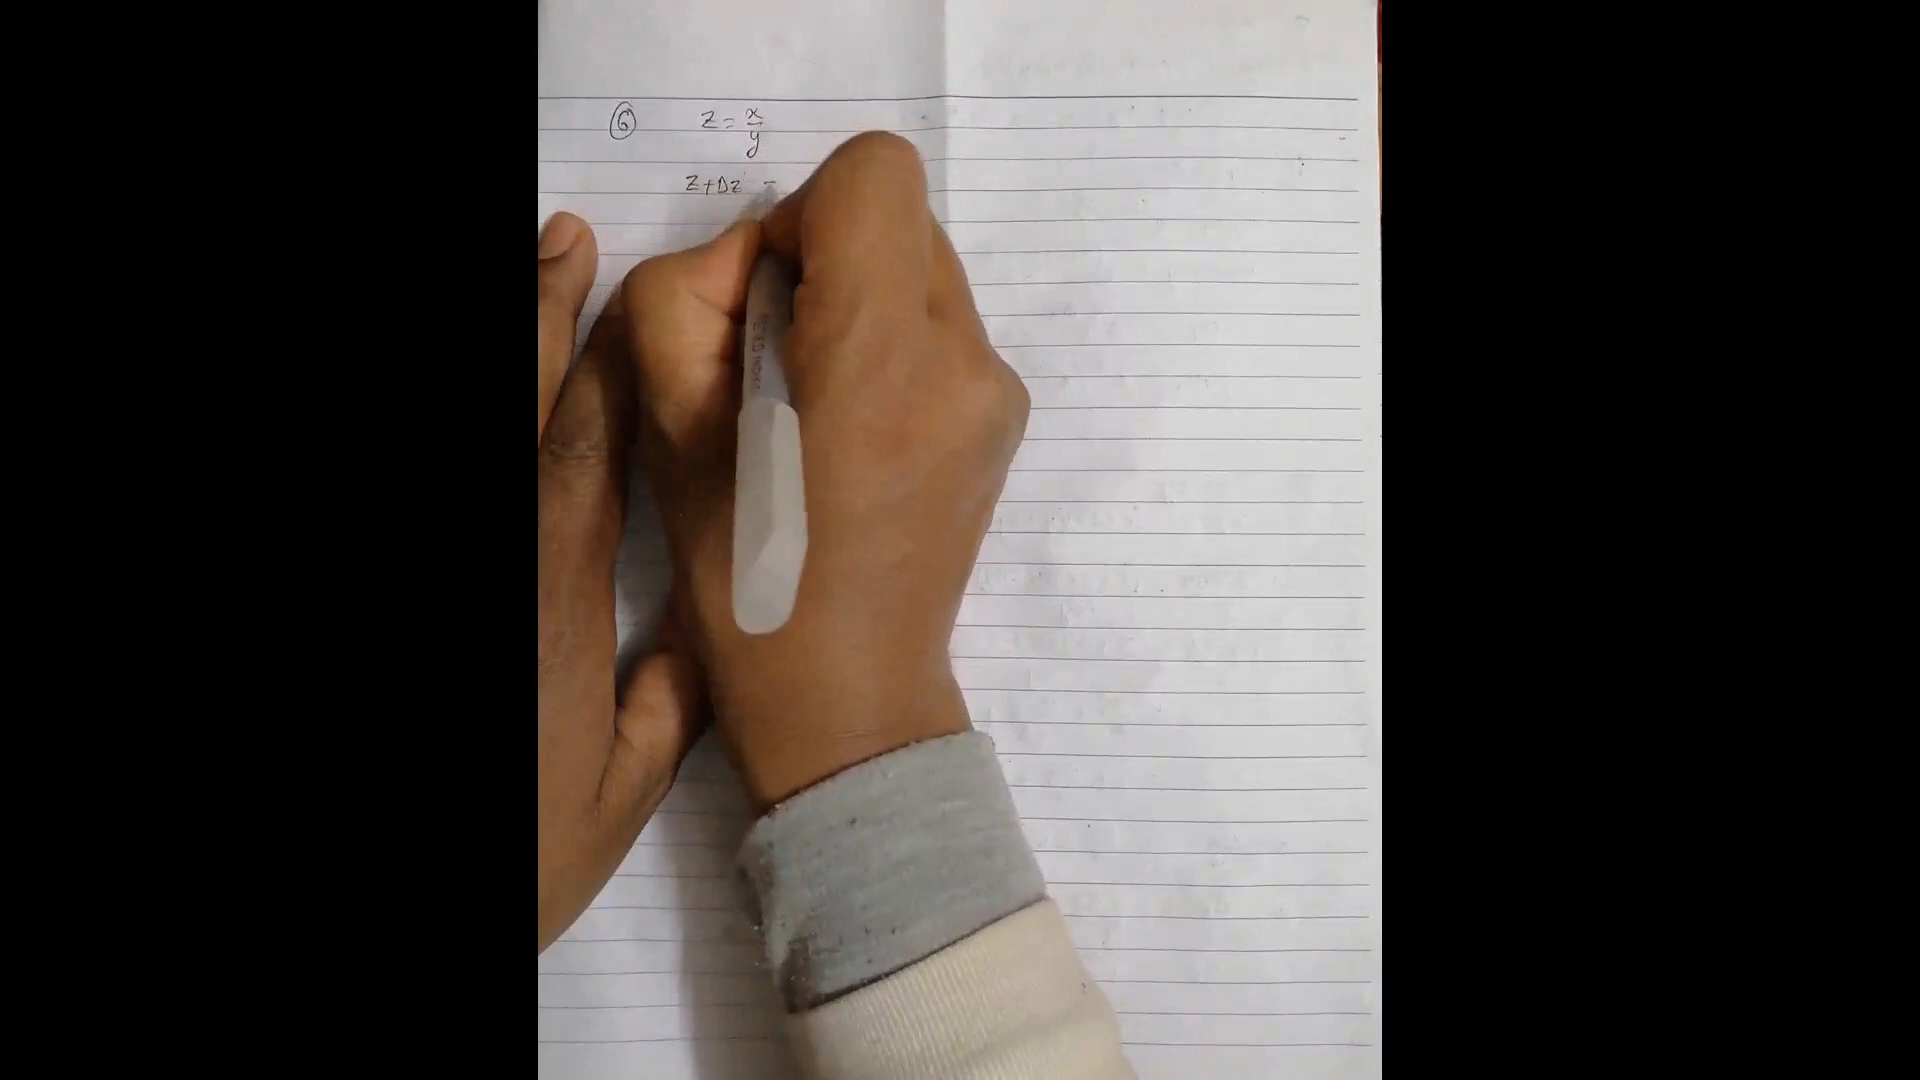 ⑥ z = x/y
z + Δz =